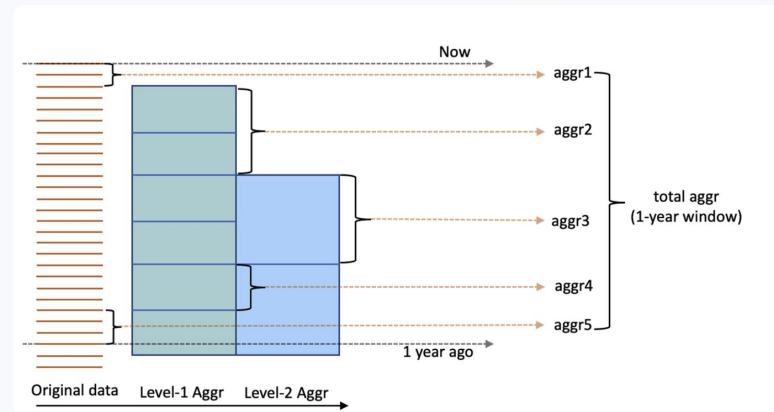 Now
aggr1
aggr2
total aggr
(1-year window)
aggr3
aggr4
aggr5
1 year ago
Original data
Level-1 Aggr
Level-2 Aggr